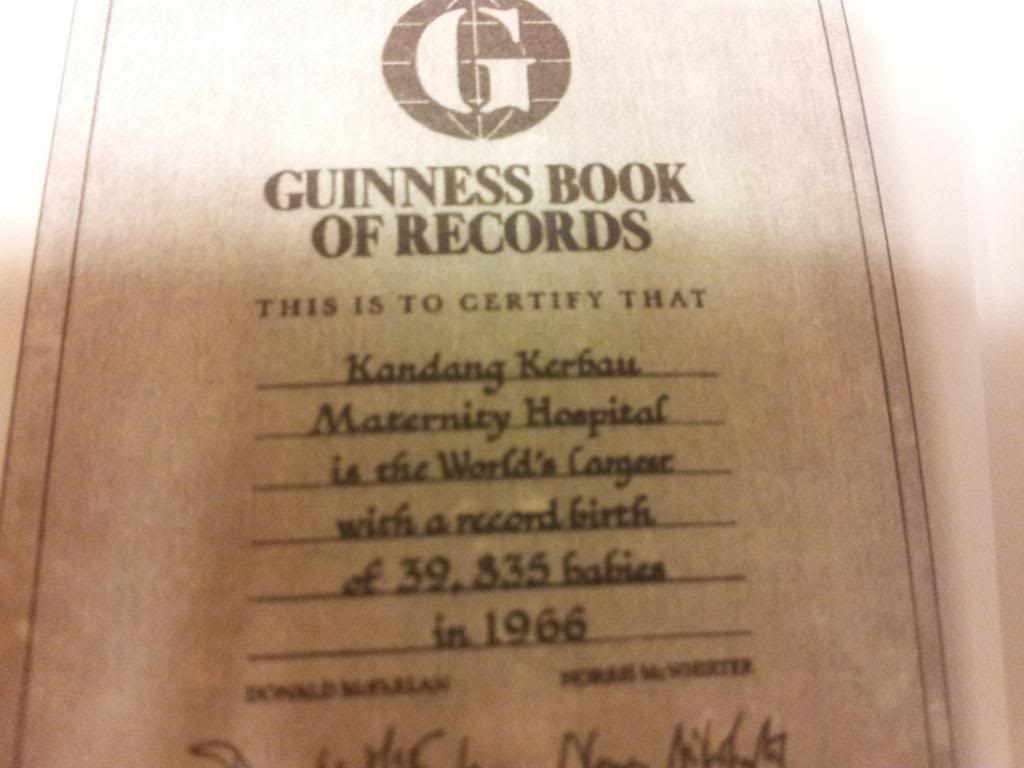 G
GUINNESS BOOK
OF RECORDS
THIS IS TO CERTIFY THAT
Kandang Kerbau
Maternity Hospital
is the World's largest
with a record birth
of 39,835 babies
in 1966
DONALD McFARLAN NORRIS McWHIRTER